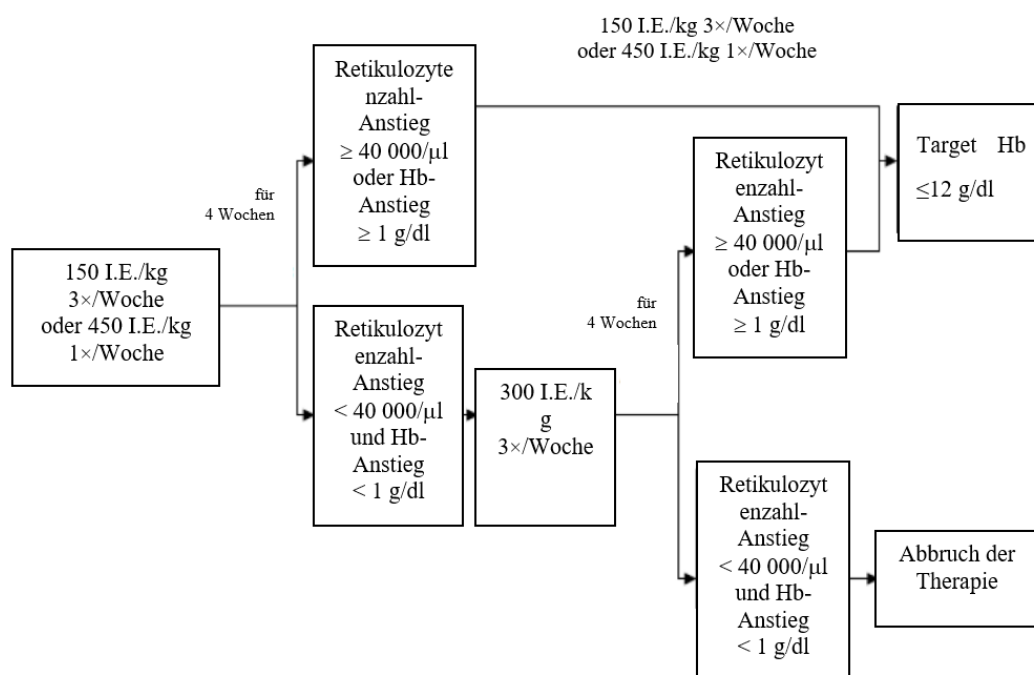 150 I.E./kg 3×/Woche
oder 450 I.E./kg 1×/Woche
Retikulozyte
nzahl-
Anstieg
≥ 40 000/µl
oder Hb-
Anstieg
≥ 1 g/dl
Target Hb
≤12 g/dl
Retikulozyt
enzahl-
Anstieg
≥ 40 000/µl
oder Hb-
Anstieg
≥ 1 g/dl
für
4 Wochen
150 I.E./kg
3×/Woche
oder 450 I.E./kg
1×/Woche
für
4 Wochen
Retikulozyt
enzahl-
Anstieg
< 40 000/µl
und Hb-
Anstieg
< 1 g/dl
300 I.E./k
g
3×/Woche
Retikulozyt
enzahl-
Anstieg
< 40 000/µl
und Hb-
Anstieg
< 1 g/dl
Abbruch der
Therapie